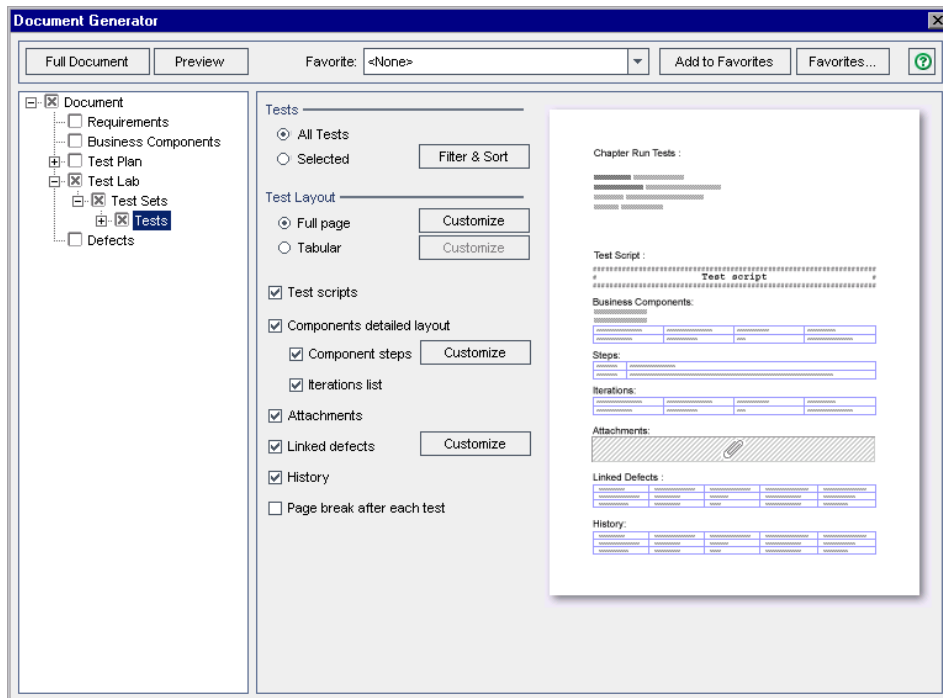 Document Generator
Full Document Preview Favorite: <None> Add to Favorites Favorites...
Document
Requirements
Business Components
Test Plan
Test Lab
Test Sets
Tests
Defects
Tests
All Tests
Selected Filter & Sort
Test Layout
Full page Customize
Tabular Customize
Test scripts
Components detailed layout
Component steps Customize
Iterations list
Attachments
Linked defects Customize
History
Page break after each test
Chapter Run Tests :
Test Script :
Test script
Business Components:
Steps:
Iterations:
Attachments:
Linked Defects :
History: